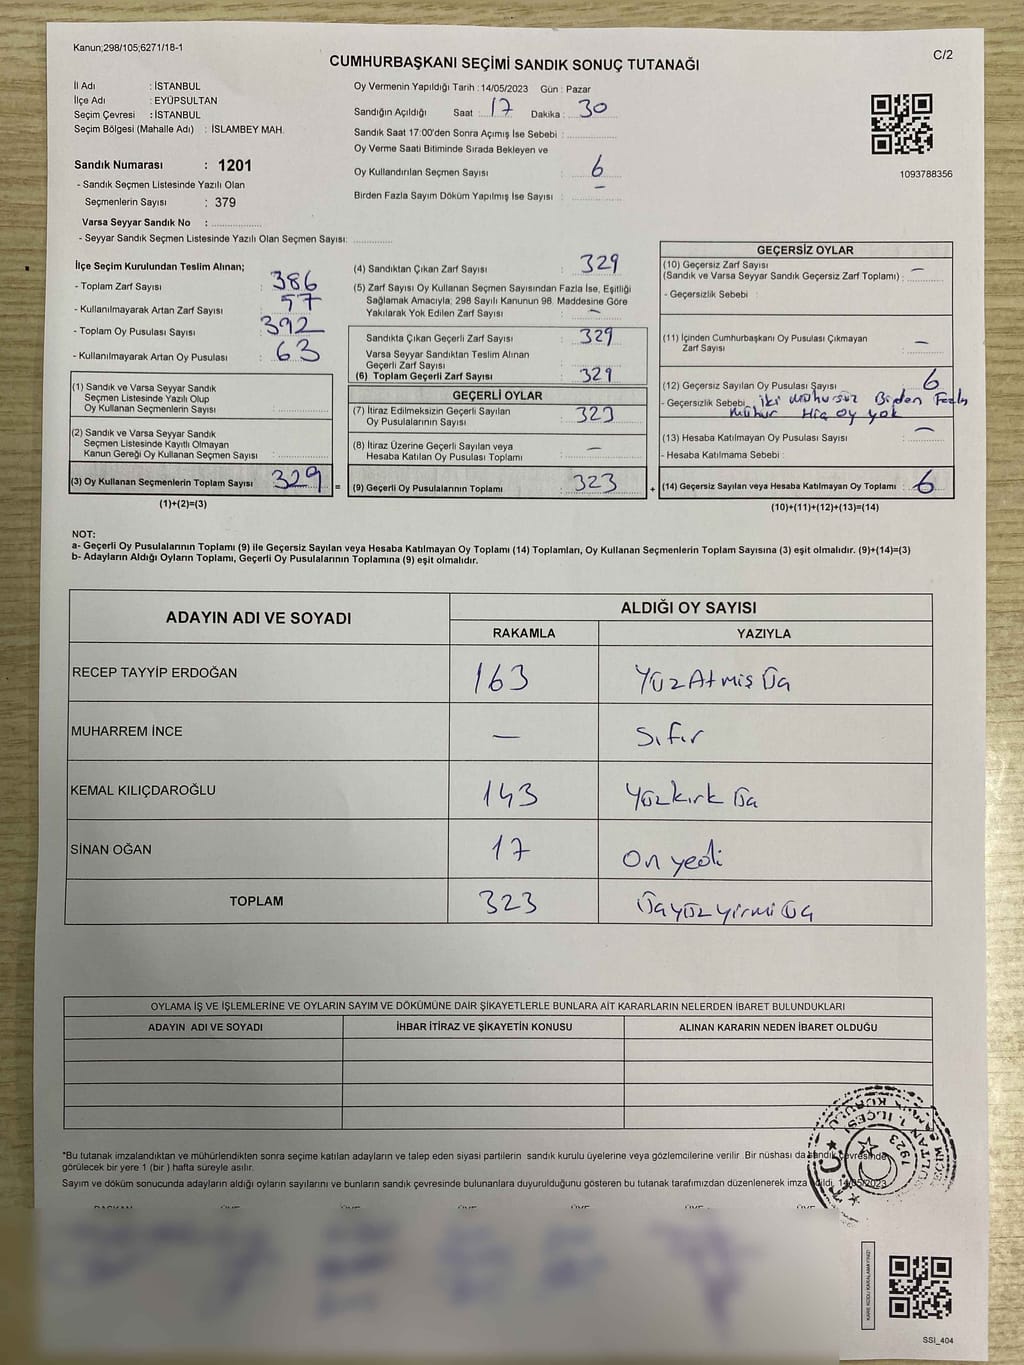 Kanun;298/105;6271/18-1
C/2
CUMHURBAŞKANI SEÇİMİ SANDIK SONUÇ TUTANAĞI
İl Adı : İSTANBUL
İlçe Adı : EYÜPSULTAN
Seçim Çevresi : İSTANBUL
Seçim Bölgesi (Mahalle Adı) : İSLAMBEY MAH.
Sandık Numarası : 1201
- Sandık Seçmen Listesinde Yazılı Olan
Seçmenlerin Sayısı : 379
Varsa Seyyar Sandık No :
- Seyyar Sandık Seçmen Listesinde Yazılı Olan Seçmen Sayısı:
Oy Vermenin Yapıldığı Tarih : 14/05/2023 Gün : Pazar
Sandığın Açıldığı Saat : 17 Dakika : 30
Sandık Saat 17:00'den Sonra Açımış İse Sebebi :
Oy Verme Saati Bitiminde Sırada Bekleyen ve
Oy Kullandırılan Seçmen Sayısı : 6
Birden Fazla Sayım Döküm Yapılmış İse Sayısı : –
1093788356
İlçe Seçim Kurulundan Teslim Alınan;
- Toplam Zarf Sayısı : 386
- Kullanılmayarak Artan Zarf Sayısı : 57
- Toplam Oy Pusulası Sayısı : 392
- Kullanılmayarak Artan Oy Pusulası : 63
(1) Sandık ve Varsa Seyyar Sandık
Seçmen Listesinde Yazılı Olup
Oy Kullanan Seçmenlerin Sayısı :
(2) Sandık ve Varsa Seyyar Sandık
Seçmen Listesinde Kayıtlı Olmayan
Kanun Gereği Oy Kullanan Seçmen Sayısı :
(3) Oy Kullanan Seçmenlerin Toplam Sayısı : 329 =
(1)+(2)=(3)
(4) Sandıktan Çıkan Zarf Sayısı : 329
(5) Zarf Sayısı Oy Kullanan Seçmen Sayısından Fazla İse, Eşitliği
Sağlamak Amacıyla; 298 Sayılı Kanunun 98. Maddesine Göre
Yakılarak Yok Edilen Zarf Sayısı : –
Sandıkta Çıkan Geçerli Zarf Sayısı : 329
Varsa Seyyar Sandıktan Teslim Alınan
Geçerli Zarf Sayısı :
(6) Toplam Geçerli Zarf Sayısı : 329
GEÇERLİ OYLAR
(7) İtiraz Edilmeksizin Geçerli Sayılan
Oy Pusulalarının Sayısı : 323
(8) İtiraz Üzerine Geçerli Sayılan veya
Hesaba Katılan Oy Pusulası Toplamı : –
(9) Geçerli Oy Pusulalarının Toplamı : 323 +
GEÇERSİZ OYLAR
(10) Geçersiz Zarf Sayısı
(Sandık ve Varsa Seyyar Sandık Geçersiz Zarf Toplamı) : –
- Geçersizlik Sebebi :
(11) İçinden Cumhurbaşkanı Oy Pusulası Çıkmayan
Zarf Sayısı : –
(12) Geçersiz Sayılan Oy Pusulası Sayısı : 6
- Geçersizlik Sebebi iki mühürsüz Birden Fazla
mühür Hiç oy yok
(13) Hesaba Katılmayan Oy Pusulası Sayısı : –
- Hesaba Katılmama Sebebi :
(14) Geçersiz Sayılan veya Hesaba Katılmayan Oy Toplamı : 6
(10)+(11)+(12)+(13)=(14)
NOT:
a- Geçerli Oy Pusulalarının Toplamı (9) ile Geçersiz Sayılan veya Hesaba Katılmayan Oy Toplamı (14) Toplamları, Oy Kullanan Seçmenlerin Toplam Sayısına (3) eşit olmalıdır. (9)+(14)=(3)
b- Adayların Aldığı Oyların Toplamı, Geçerli Oy Pusulalarının Toplamına (9) eşit olmalıdır.
ADAYIN ADI VE SOYADI
ALDIĞI OY SAYISI
RAKAMLA YAZIYLA
RECEP TAYYİP ERDOĞAN 163 YüzAtmış Üç
MUHARREM İNCE – Sıfır
KEMAL KILIÇDAROĞLU 143 Yüzkırk Üç
SİNAN OĞAN 17 On yedi
TOPLAM 323 Üçyüzyirmi Üç
OYLAMA İŞ VE İŞLEMLERİNE VE OYLARIN SAYIM VE DÖKÜMÜNE DAİR ŞİKAYETLERLE BUNLARA AİT KARARLARIN NELERDEN İBARET BULUNDUKLARI
ADAYIN ADI VE SOYADI İHBAR İTİRAZ VE ŞİKAYETİN KONUSU ALINAN KARARIN NEDEN İBARET OLDUĞU
*Bu tutanak imzalandıktan ve mühürlendikten sonra seçime katılan adayların ve talep eden siyasi partilerin sandık kurulu üyelerine veya gözlemcilerine verilir. Bir nüshası da sandık çevresinde
görülecek bir yere 1 (bir ) hafta süreyle asılır.
Sayım ve döküm sonucunda adayların aldığı oyların sayılarını ve bunların sandık çevresinde bulunanlara duyurulduğunu gösteren bu tutanak tarafımızdan düzenlenerek imza edildi. 14/05/2023
1923
KARE KODU KARALAMAYINIZ!
SSI_404